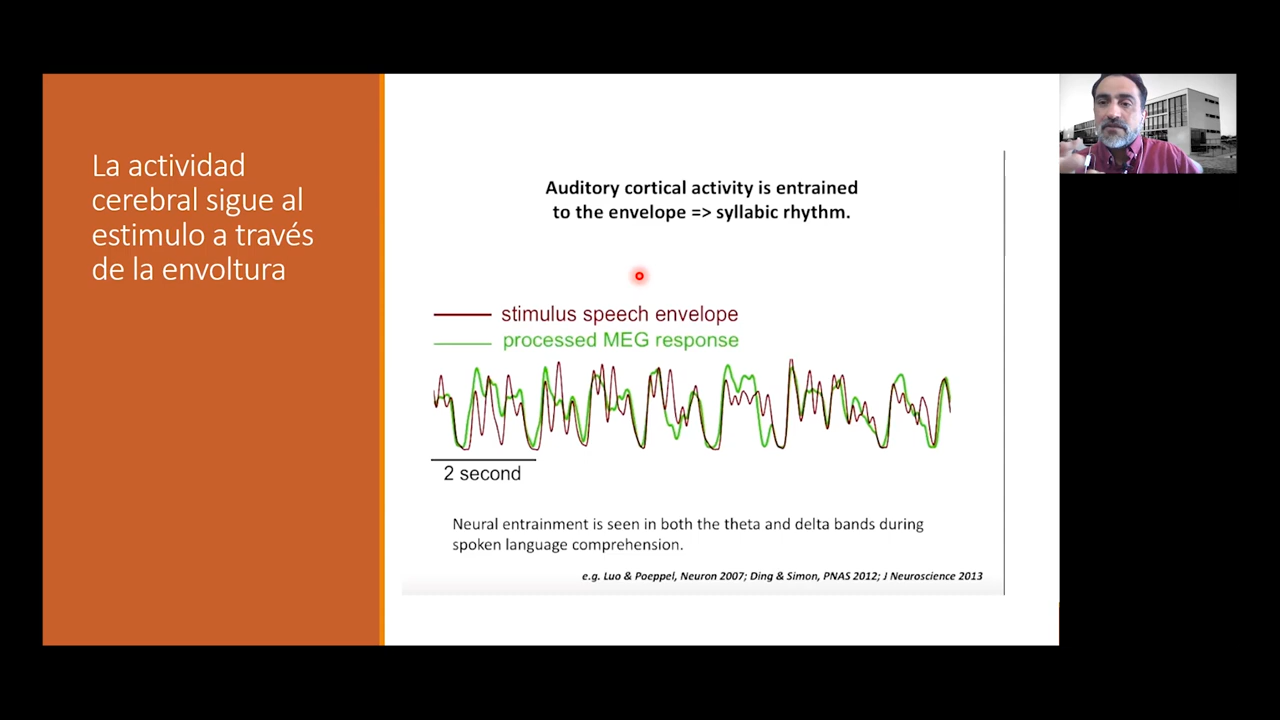 La actividad
cerebral sigue al
estimulo a través
de la envoltura
Auditory cortical activity is entrained
to the envelope => syllabic rhythm.
stimulus speech envelope
processed MEG response
2 second
Neural entrainment is seen in both the theta and delta bands during
spoken language comprehension.
e.g. Luo & Poeppel, Neuron 2007; Ding & Simon, PNAS 2012; J Neuroscience 2013